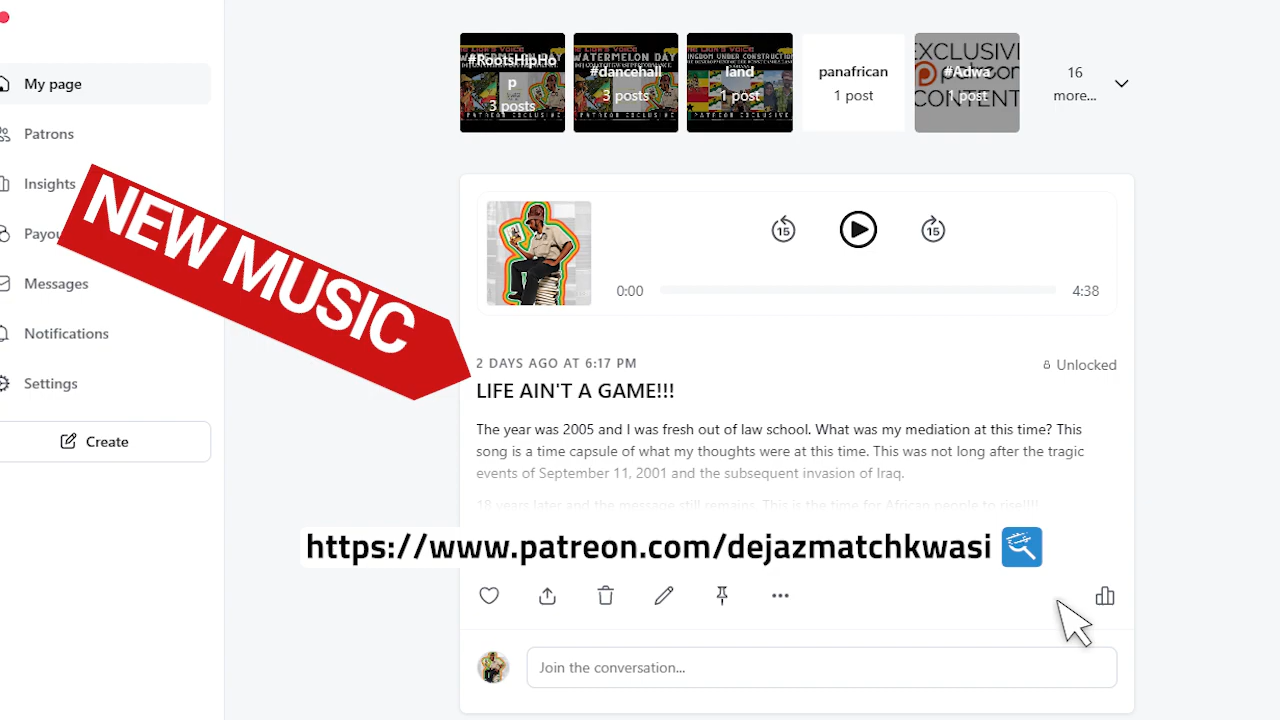 #RootsHipHo
p
3 posts
WATERMELON DAY
#dancehall
3 posts
land
1 post
panafrican
1 post
EXCLUSIV
#Adwa
1 post
CONTENT
16
more...
My page
Patrons
Insights
Payou
Messages
Notifications
Settings
Create
NEW MUSIC
15
15
0:00
4:38
2 DAYS AGO AT 6:17 PM
Unlocked
LIFE AIN'T A GAME!!!
The year was 2005 and I was fresh out of law school. What was my mediation at this time? This
song is a time capsule of what my thoughts were at this time. This was not long after the tragic
events of September 11, 2001 and the subsequent invasion of Iraq.
18 years later and the message still remains. This is the time for African people to rise!!!!
https://www.patreon.com/dejazmatchkwasi
Join the conversation...